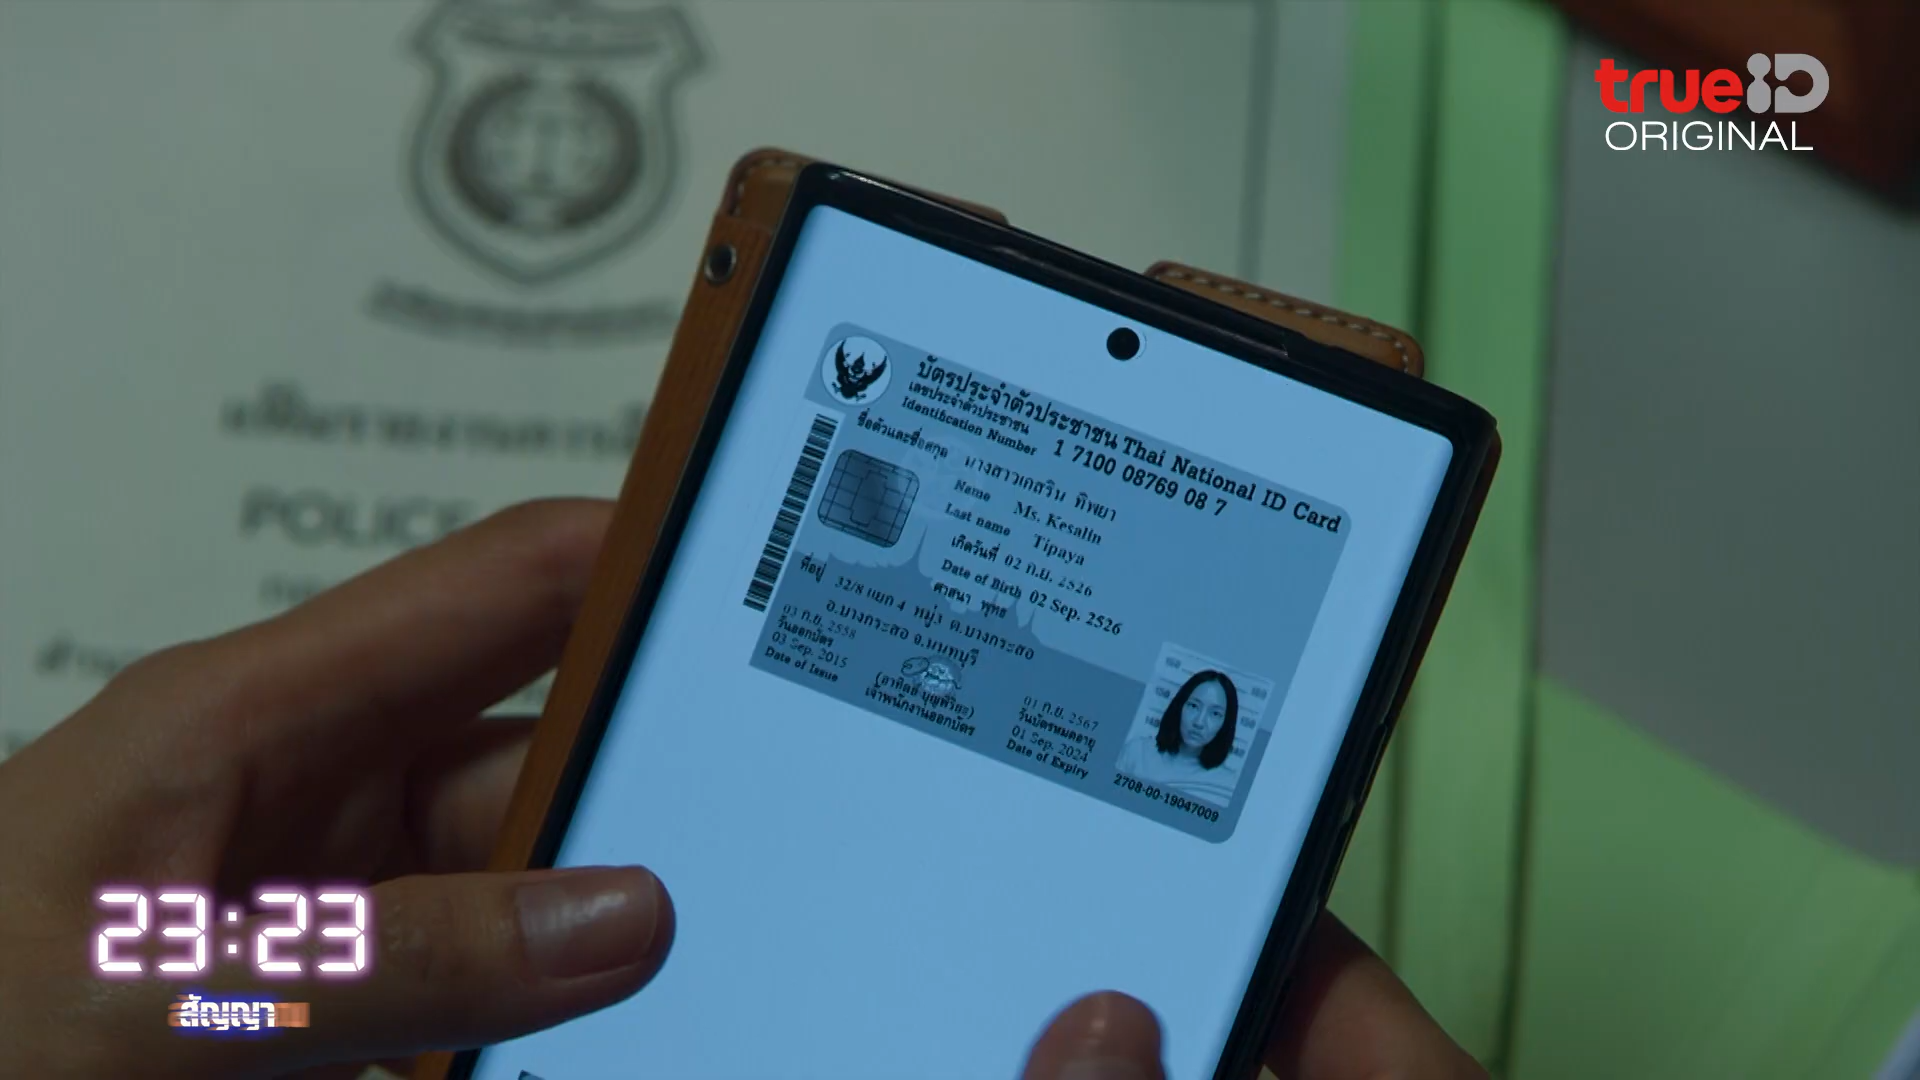 trueID
ORIGINAL
บัตรประจำตัวประชาชน Thai National ID Card
เลขประจำตัวประชาชน
Identification Number 1 7100 08769 08 7
ชื่อตัวและชื่อสกุล นางสาวเกสริน ทิพยา
Name Ms. Kesalin
Last name Tipaya
เกิดวันที่ 02 ก.ย. 2526
Date of Birth 02 Sep. 2526
ศาสนา พุทธ
ที่อยู่ 32/8 แยก 4 หมู่3 ต.บางกระสอ
อ.บางกระสอ จ.นนทบุรี
03 ก.ย. 2558
วันออกบัตร
03 Sep. 2015
Date of Issue
เจ้าพนักงานออกบัตร
01 ก.ย. 2567
วันบัตรหมดอายุ
01 Sep. 2024
Date of Expiry
2708-00-19047009
POLICE
23:23
สัญญา